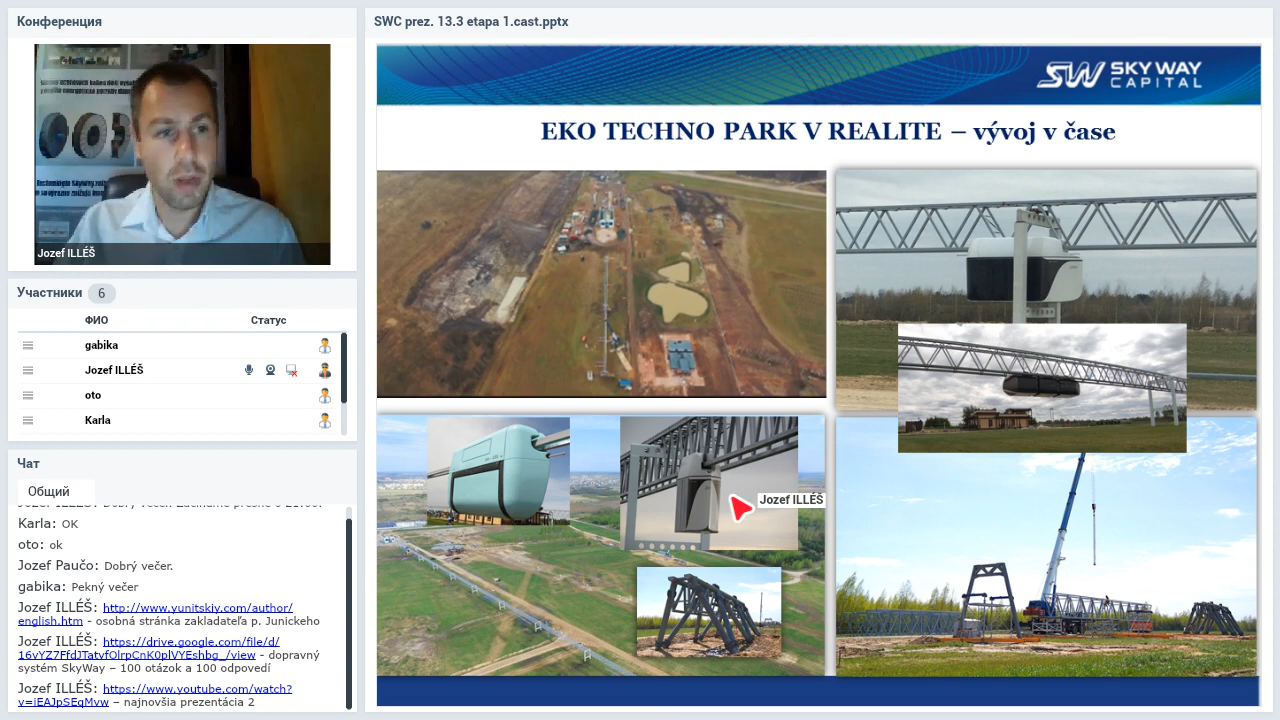 Конференция
Jozef ILLÉŠ
Участники 6
ФИО Статус
gabika
Jozef ILLÉŠ
oto
Karla
Чат
Общий
Karla: OK
oto: ok
Jozef Paučo: Dobrý večer.
gabika: Pekný večer
Jozef ILLÉŠ: http://www.yunitskiy.com/author/
english.htm - osobná stránka zakladateľa p. Junickeho
Jozef ILLÉŠ: https://drive.google.com/file/d/
16vYZ7FfdJTatvfOlrpCnK0plVYEshbg_/view - dopravný
systém SkyWay – 100 otázok a 100 odpovedí
Jozef ILLÉŠ: https://www.youtube.com/watch?
v=iEAJpSEqMvw – najnovšia prezentácia 2
SWC prez. 13.3 etapa 1.cast.pptx
SW SKY WAY
CAPITAL
EKO TECHNO PARK V REALITE – vývoj v čase
Jozef ILLÉŠ